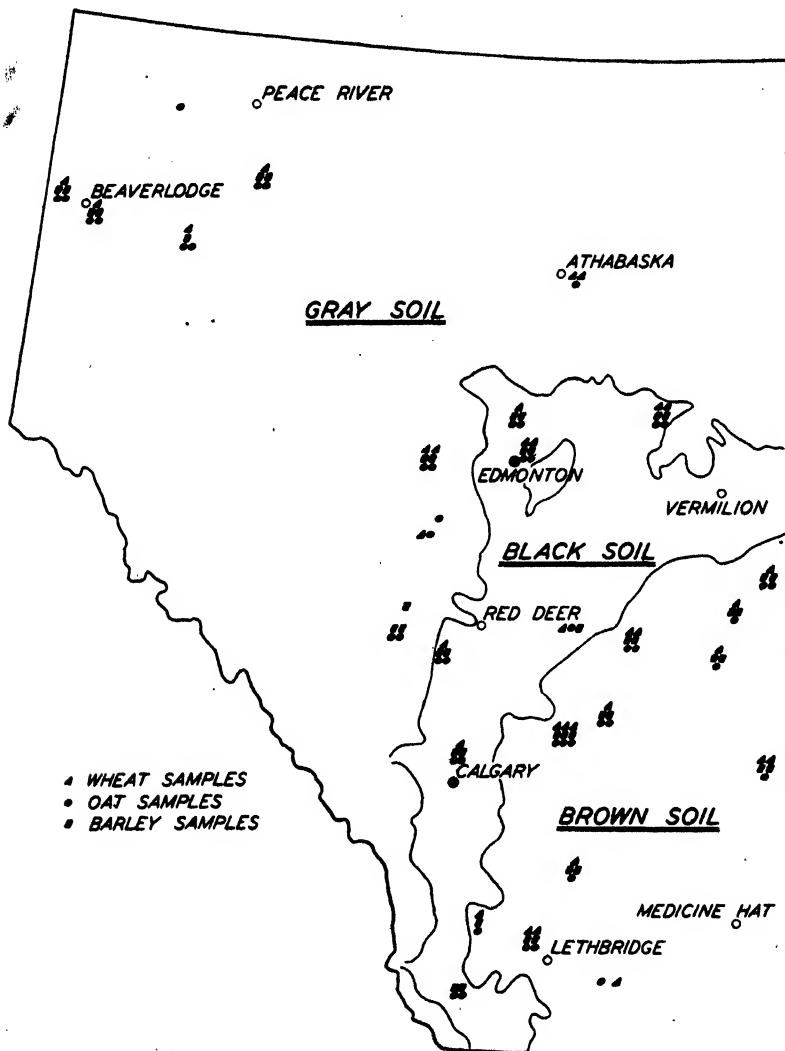 PEACE RIVER
BEAVERLODGE
ATHABASKA
GRAY SOIL
EDMONTON
VERMILION
BLACK SOIL
RED DEER
WHEAT SAMPLES
OAT SAMPLES
BARLEY SAMPLES
CALGARY
BROWN SOIL
MEDICINE HAT
LETHBRIDGE